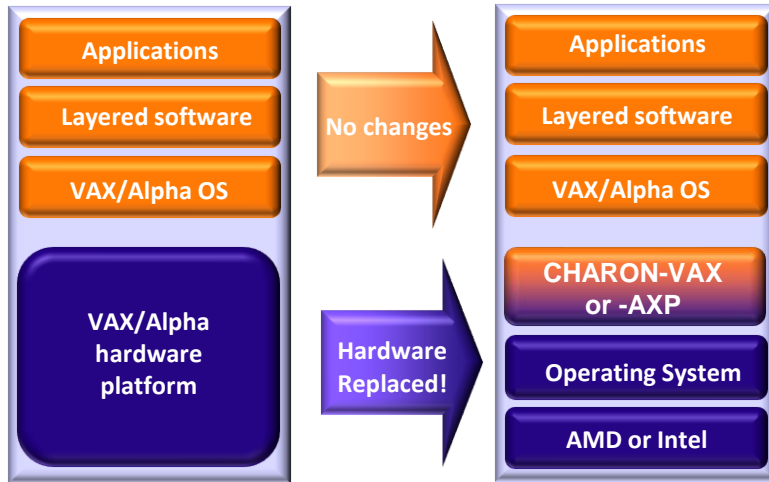 Applications
Layered software
VAX/Alpha OS
VAX/Alpha
hardware
platform
No changes
Hardware
Replaced!
Applications
Layered software
VAX/Alpha OS
CHARON-VAX
or -AXP
Operating System
AMD or Intel